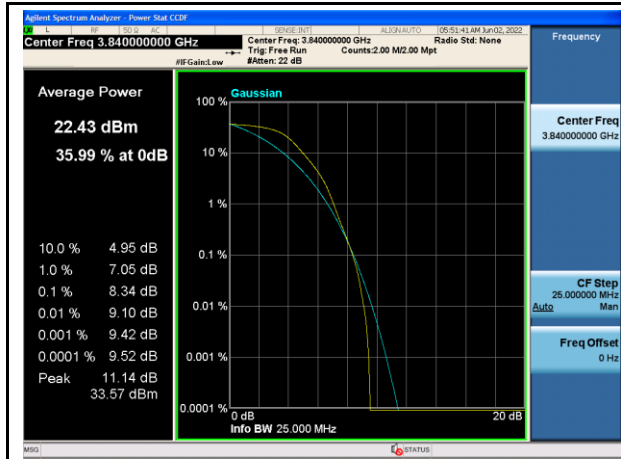 Agilent Spectrum Analyzer - Power Stat CCDF
L RF 50 Ω AC SENSE:INT ALIGN AUTO 05:51:41 AM Jun 02, 2022
Center Freq 3.840000000 GHz
Center Freq: 3.840000000 GHz Radio Std: None
Trig: Free Run Counts:2.00 M/2.00 Mpt
#IFGain:Low #Atten: 22 dB
Frequency
Average Power
22.43 dBm
35.99 % at 0dB
10.0 % 4.95 dB
1.0 % 7.05 dB
0.1 % 8.34 dB
0.01 % 9.10 dB
0.001 % 9.42 dB
0.0001 % 9.52 dB
Peak 11.14 dB
33.57 dBm
Gaussian
100 %
10 %
1 %
0.1 %
0.01 %
0.001 %
0.0001 %
0 dB 20 dB
Info BW 25.000 MHz
Center Freq
3.840000000 GHz
CF Step
25.000000 MHz
Auto Man
Freq Offset
0 Hz
MSG STATUS